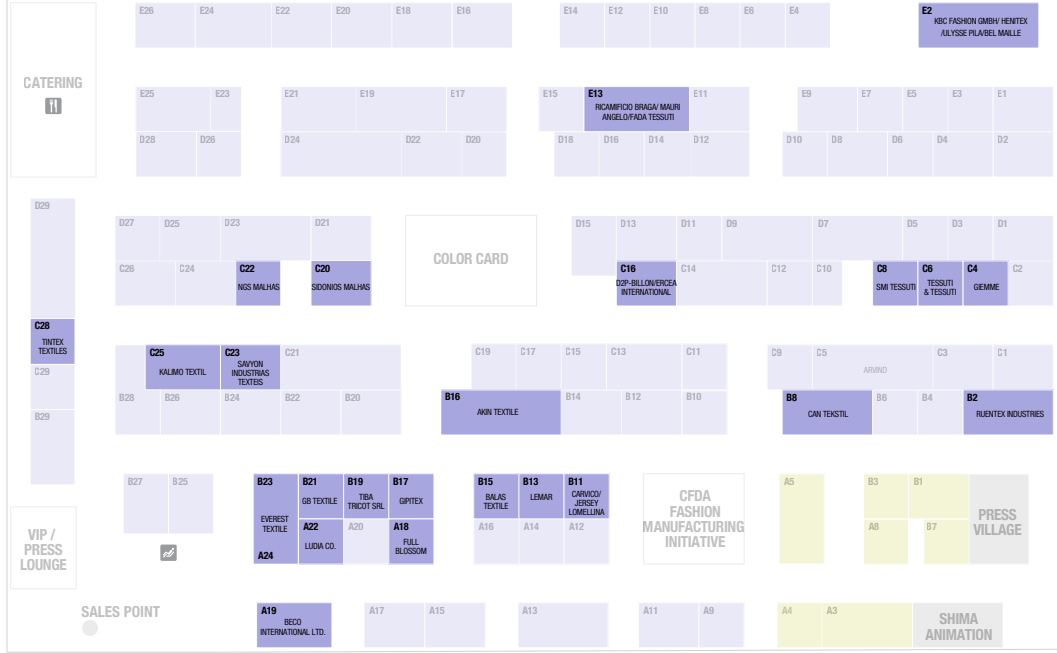 E26 E24 E22 E20 E18 E16 E14 E12 E10 E8 E6 E4 E2
KBC FASHION GMBH/ HENITEX
/ULYSSE PILA/BEL MAILLE
CATERING
E25 E23 E21 E19 E17 E15 E13 E11 E9 E7 E5 E3 E1
RICAMIFICIO BRAGA/ MAURI
ANGELO/FADA TESSUTI
D28 D26 D24 D22 D20 D18 D16 D14 D12 D10 D8 D6 D4 D2
D29
D27 D25 D23 D21 D15 D13 D11 D9 D7 D5 D3 D1
COLOR CARD
C26 C24 C22 C20 C16 C14 C12 C10 C8 C6 C4 C2
NGS MALHAS
SIDONIOS MALHAS
D2P-BILLON/ERCEA
INTERNATIONAL
SMI TESSUTI
TESSUTI
& TESSUTI
GIEMME
C28
TINTEX
TEXTILES
C25 C23 C21 C19 C17 C15 C13 C11 C9 C5 C3 C1
KALIMO TEXTIL
SAVYON
INDUSTRIAS
TEXTEIS
ARVIND
C29
B28 B26 B24 B22 B20 B16 B14 B12 B10 B8 B6 B4 B2
AKIN TEXTILE
CAN TEKSTIL
RUENTEX INDUSTRIES
B29
B27 B25 B23 B21 B19 B17 B15 B13 B11 A5 B3 B1
EVEREST
TEXTILE
GB TEXTILE
TIBA
TRICOT SRL
GIPITEX
BALAS
TEXTILE
LEMAR
CARVICO/
JERSEY
LOMELLINA
CFDA
FASHION
MANUFACTURING
INITIATIVE
PRESS
VILLAGE
VIP /
PRESS
LOUNGE
A24 A22 A20 A18 A16 A14 A12 A8 B7
LUDIA CO.
FULL
BLOSSOM
SALES POINT
A19 A17 A15 A13 A11 A9 A4 A3
BECO
INTERNATIONAL LTD.
SHIMA
ANIMATION